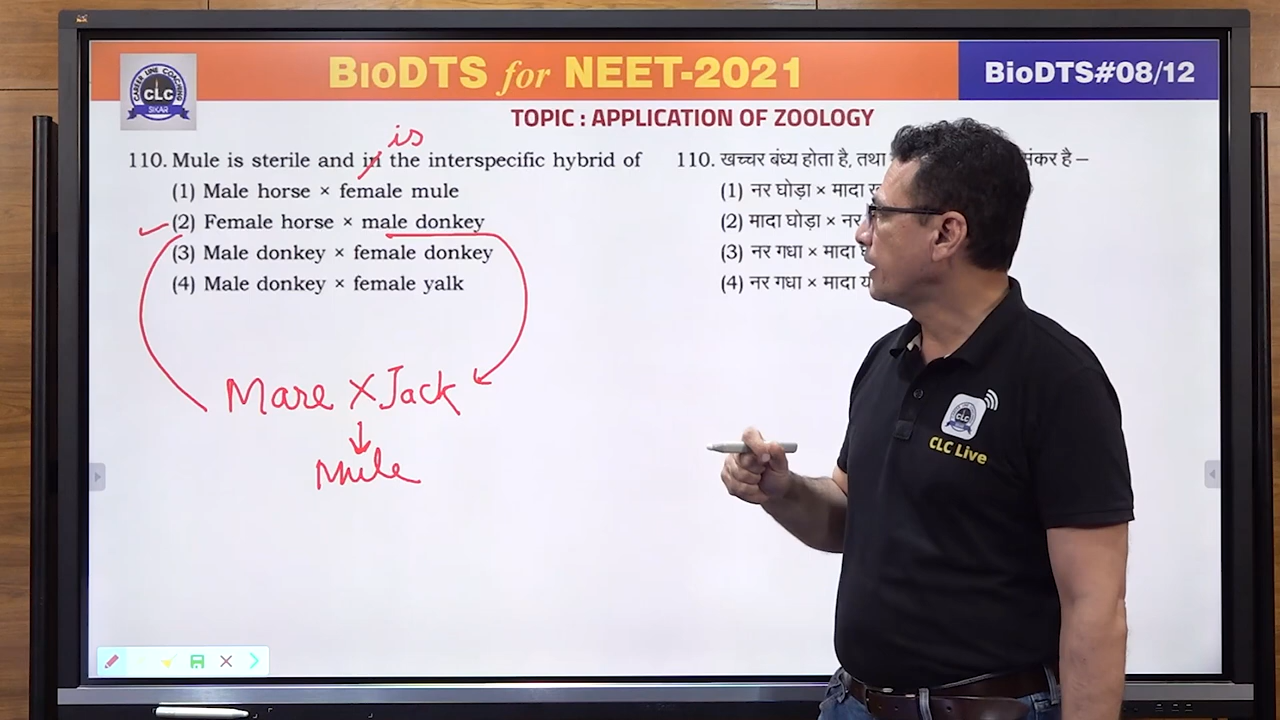 BIODTS for NEET-2021
BioDTS#08/12
CAREER LINE COACHING
CLC
SIKAR
TOPIC : APPLICATION OF ZOOLOGY
is
110. Mule is sterile and in the interspecific hybrid of
(1) Male horse × female mule
(2) Female horse × male donkey
(3) Male donkey × female donkey
(4) Male donkey × female yalk
110. खच्चर बंध्य होता है, तथा संकर है –
(1) नर घोड़ा × मादा
(2) मादा घोड़ा × नर
(3) नर गधा × मादा
(4) नर गधा × मादा
Mare X Jack
Mule
CLC Live